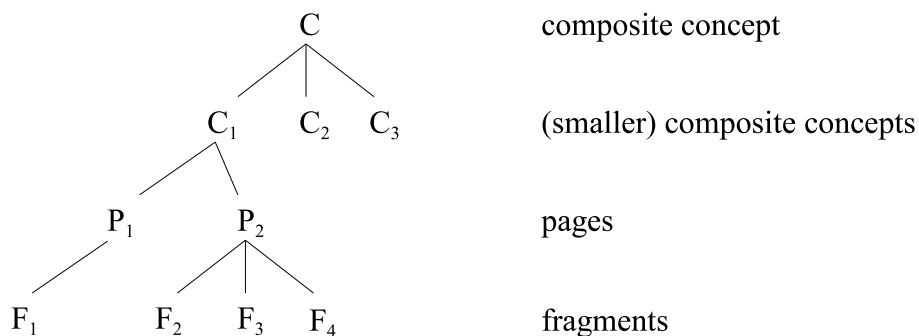 C composite concept
C₁ C₂ C₃ (smaller) composite concepts
P₁ P₂ pages
F₁ F₂ F₃ F₄ fragments